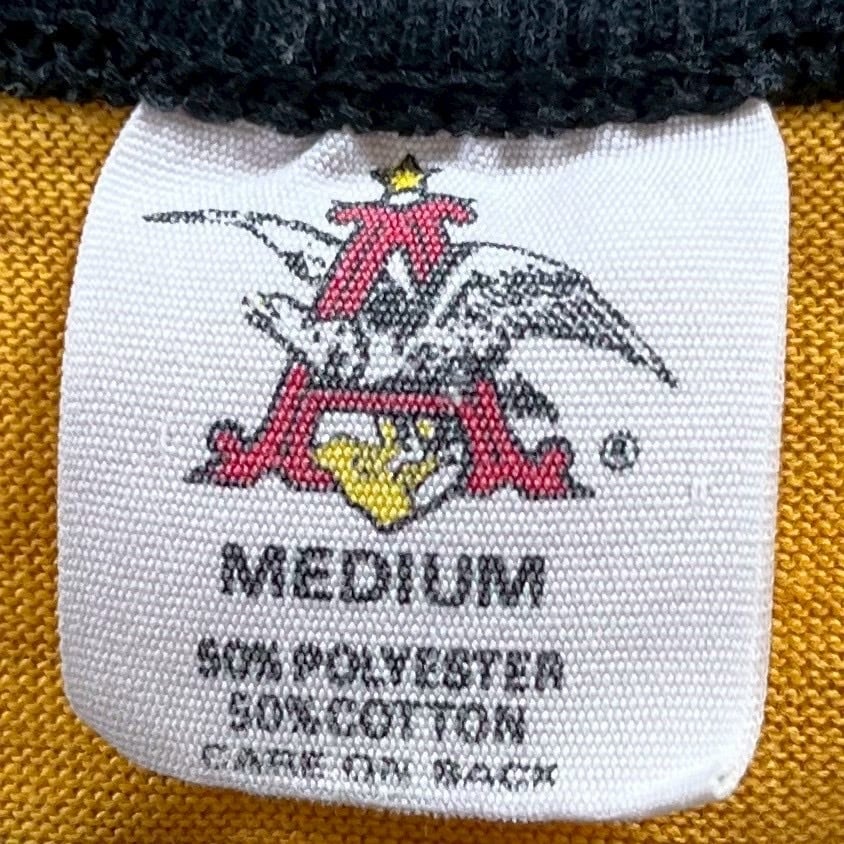 A
®
MEDIUM
50% POLYESTER
50% COTTON
CARE ON BACK